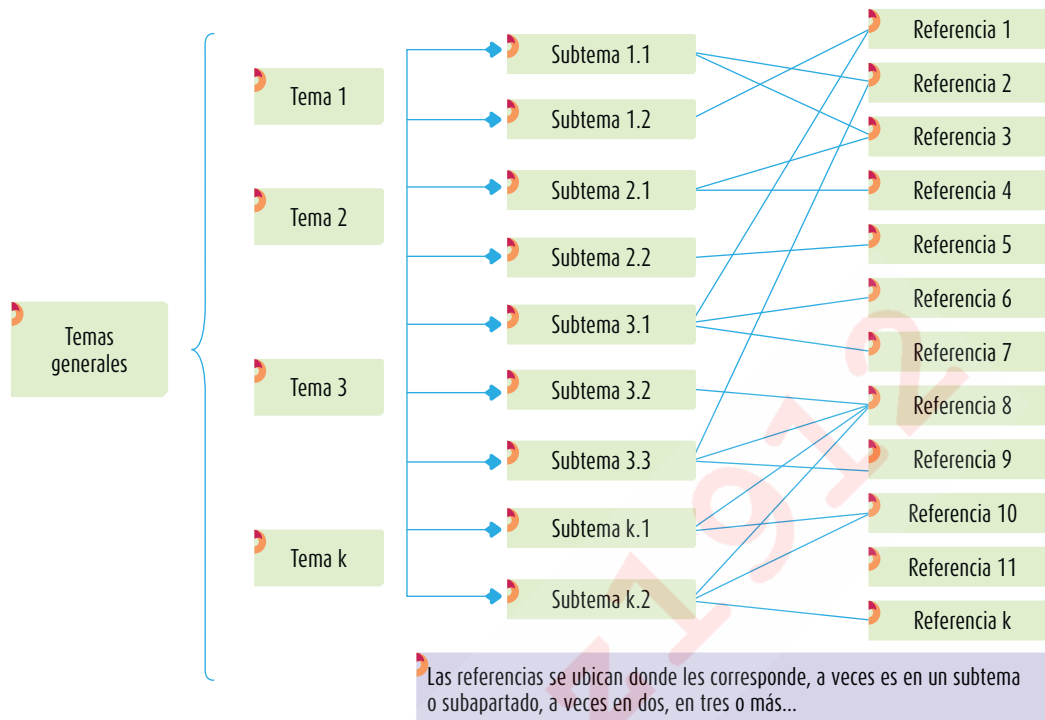 Temas
generales
Tema 1
Tema 2
Tema 3
Tema k
Subtema 1.1
Subtema 1.2
Subtema 2.1
Subtema 2.2
Subtema 3.1
Subtema 3.2
Subtema 3.3
Subtema k.1
Subtema k.2
Referencia 1
Referencia 2
Referencia 3
Referencia 4
Referencia 5
Referencia 6
Referencia 7
Referencia 8
Referencia 9
Referencia 10
Referencia 11
Referencia k
Las referencias se ubican donde les corresponde, a veces es en un subtema
o subapartado, a veces en dos, en tres o más...